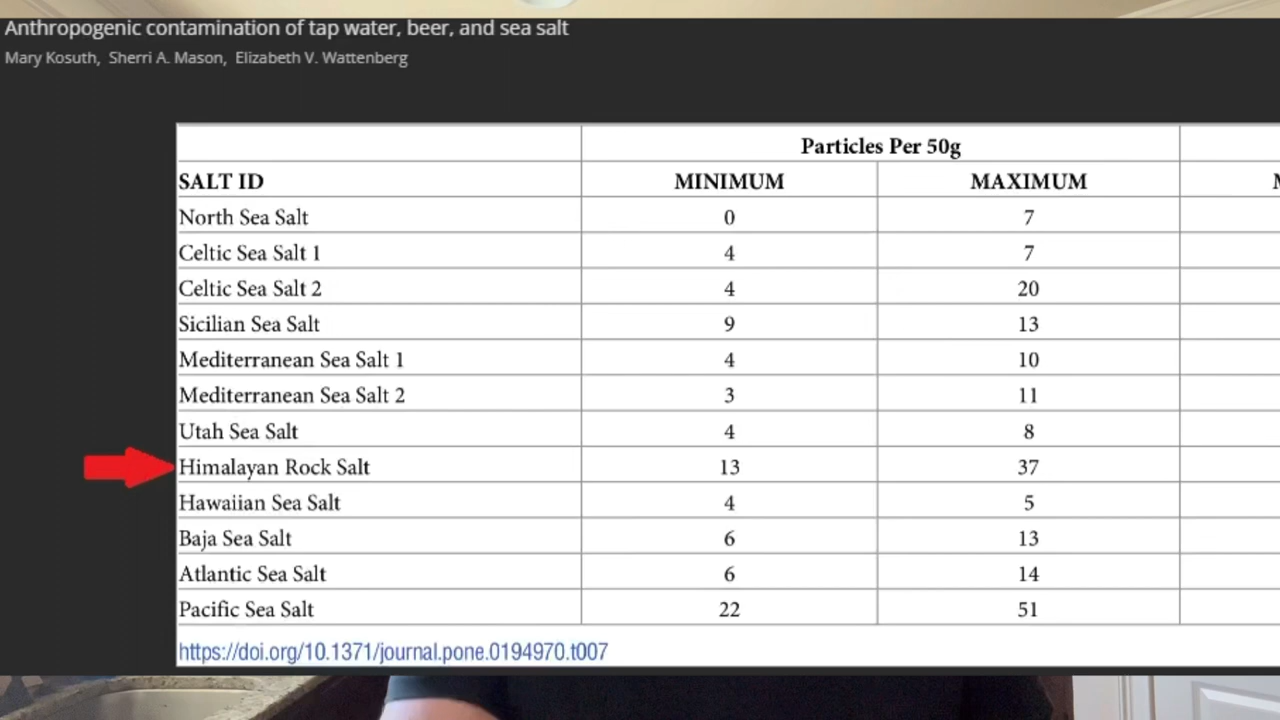 Anthropogenic contamination of tap water, beer, and sea salt
Mary Kosuth, Sherri A. Mason, Elizabeth V. Wattenberg
Particles Per 50g
SALT ID MINIMUM MAXIMUM M
North Sea Salt 0 7
Celtic Sea Salt 1 4 7
Celtic Sea Salt 2 4 20
Sicilian Sea Salt 9 13
Mediterranean Sea Salt 1 4 10
Mediterranean Sea Salt 2 3 11
Utah Sea Salt 4 8
Himalayan Rock Salt 13 37
Hawaiian Sea Salt 4 5
Baja Sea Salt 6 13
Atlantic Sea Salt 6 14
Pacific Sea Salt 22 51
https://doi.org/10.1371/journal.pone.0194970.t007